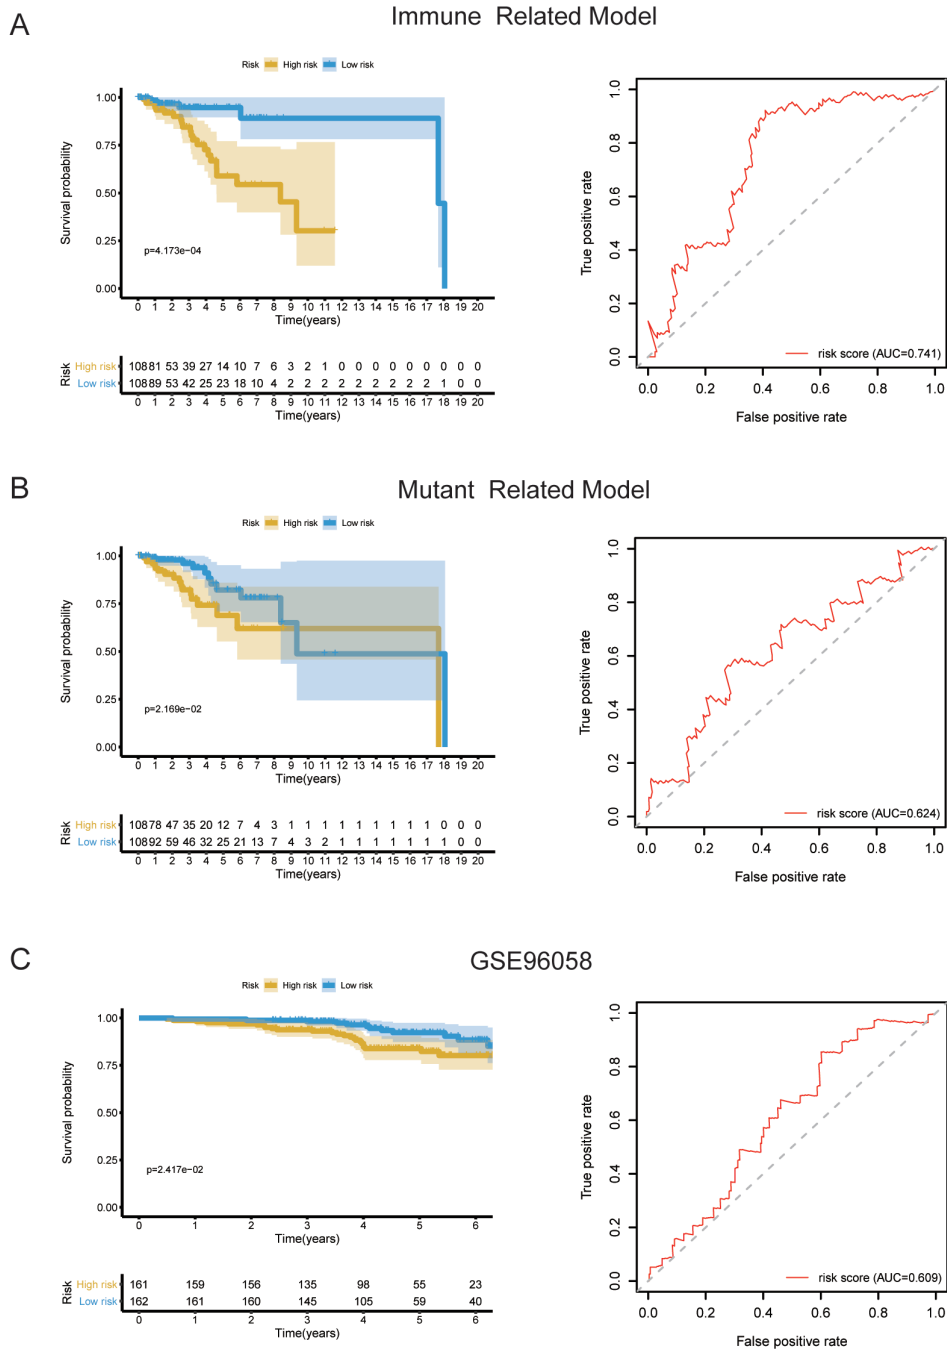 A
Immune Related Model
Risk High risk Low risk
Survival probability
1.00
0.75
0.50
0.25
0.00
p=4.173e-04
0 1 2 3 4 5 6 7 8 9 10 11 12 13 14 15 16 17 18 19 20
Time(years)
Risk
High risk 108 81 53 39 27 14 10 7 6 3 2 1 0 0 0 0 0 0 0 0 0
Low risk 108 89 53 42 25 23 18 10 4 2 2 2 2 2 2 2 2 2 1 0 0
0 1 2 3 4 5 6 7 8 9 10 11 12 13 14 15 16 17 18 19 20
Time(years)
True positive rate
1.0
0.8
0.6
0.4
0.2
0.0
risk score (AUC=0.741)
0.0 0.2 0.4 0.6 0.8 1.0
False positive rate
B
Mutant Related Model
Risk High risk Low risk
Survival probability
1.00
0.75
0.50
0.25
0.00
p=2.169e-02
0 1 2 3 4 5 6 7 8 9 10 11 12 13 14 15 16 17 18 19 20
Time(years)
Risk
High risk 108 78 47 35 20 12 7 4 3 1 1 1 1 1 1 1 1 1 0 0 0
Low risk 108 92 59 46 32 25 21 13 7 4 3 2 1 1 1 1 1 1 1 0 0
0 1 2 3 4 5 6 7 8 9 10 11 12 13 14 15 16 17 18 19 20
Time(years)
True positive rate
1.0
0.8
0.6
0.4
0.2
0.0
risk score (AUC=0.624)
0.0 0.2 0.4 0.6 0.8 1.0
False positive rate
C
GSE96058
Risk High risk Low risk
Survival probability
1.00
0.75
0.50
0.25
0.00
p=2.417e-02
0 1 2 3 4 5 6
Time(years)
Risk
High risk 161 159 156 135 98 55 23
Low risk 162 161 160 145 105 59 40
0 1 2 3 4 5 6
Time(years)
True positive rate
1.0
0.8
0.6
0.4
0.2
0.0
risk score (AUC=0.609)
0.0 0.2 0.4 0.6 0.8 1.0
False positive rate